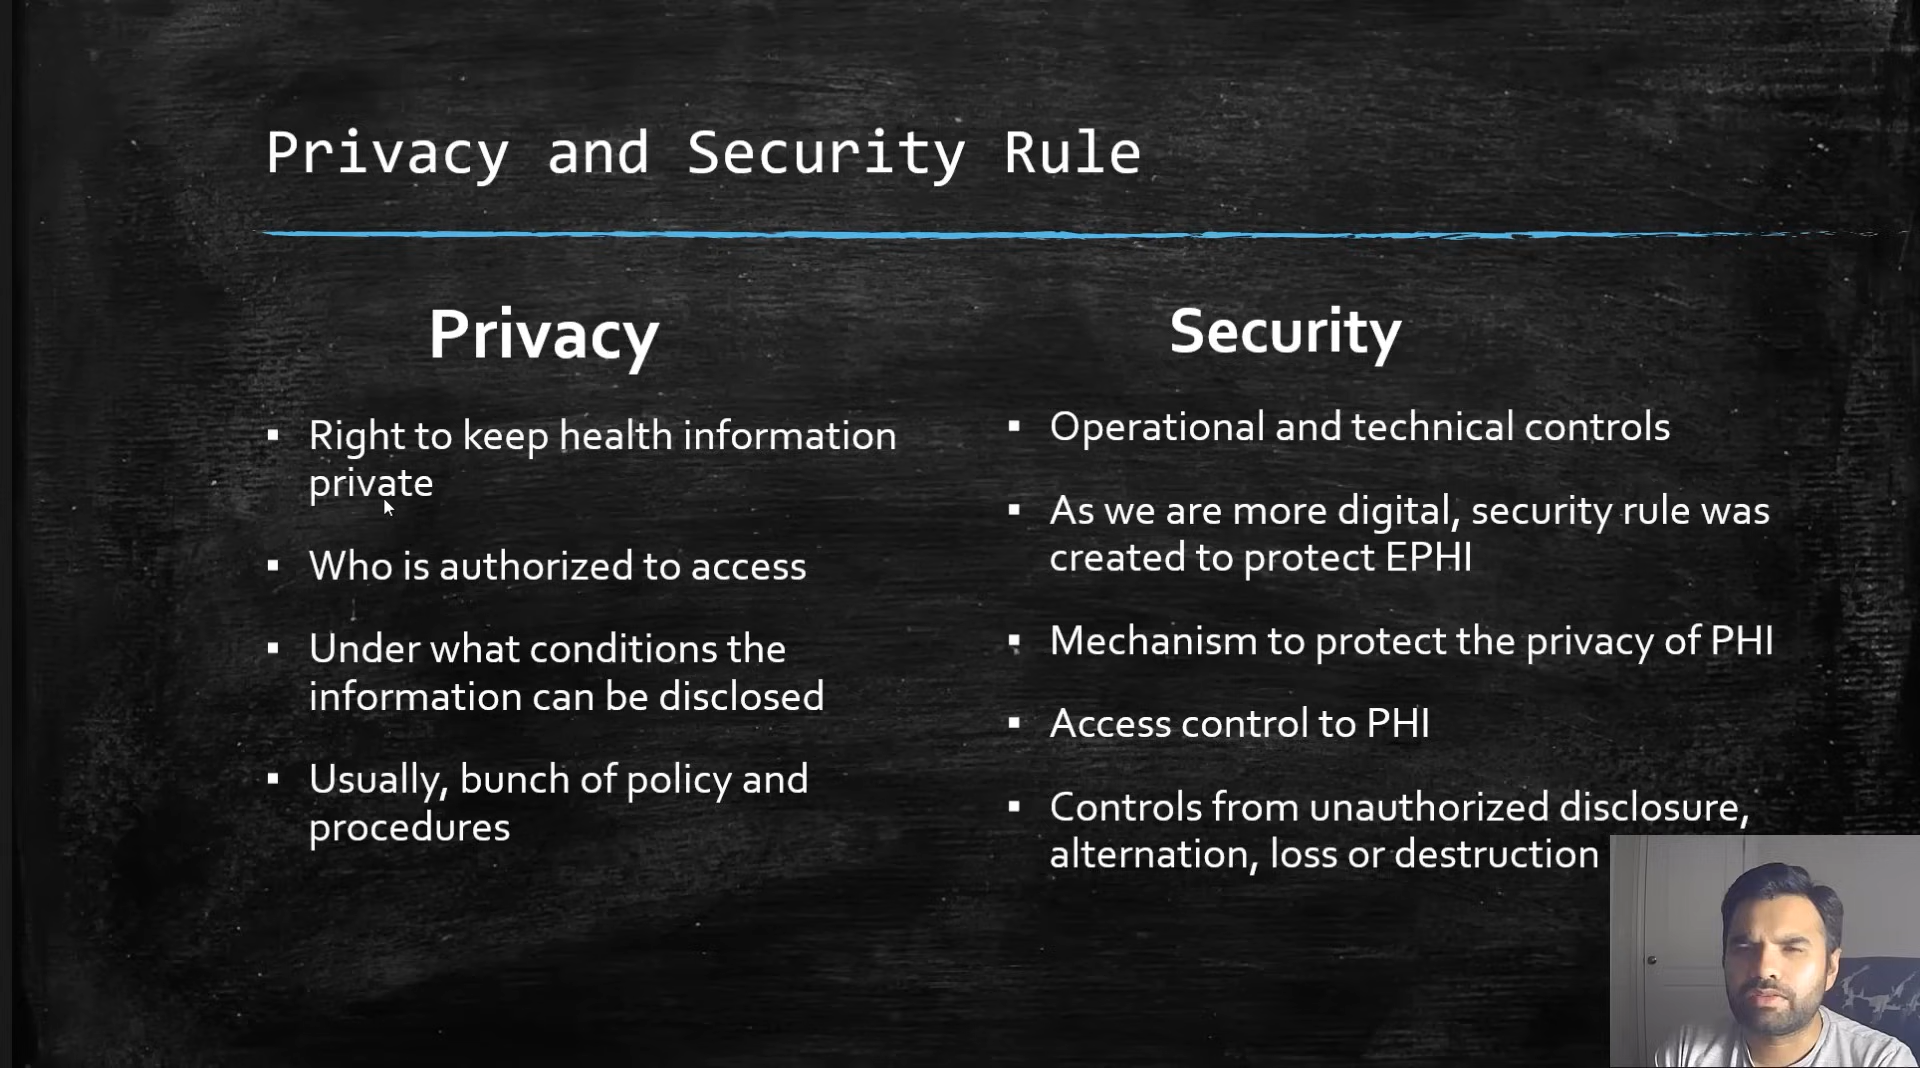 Privacy and Security Rule
Privacy
Right to keep health information
private
Who is authorized to access
Under what conditions the
information can be disclosed
Usually, bunch of policy and
procedures
Security
Operational and technical controls
As we are more digital, security rule was
created to protect EPHI
Mechanism to protect the privacy of PHI
Access control to PHI
Controls from unauthorized disclosure,
alternation, loss or destruction